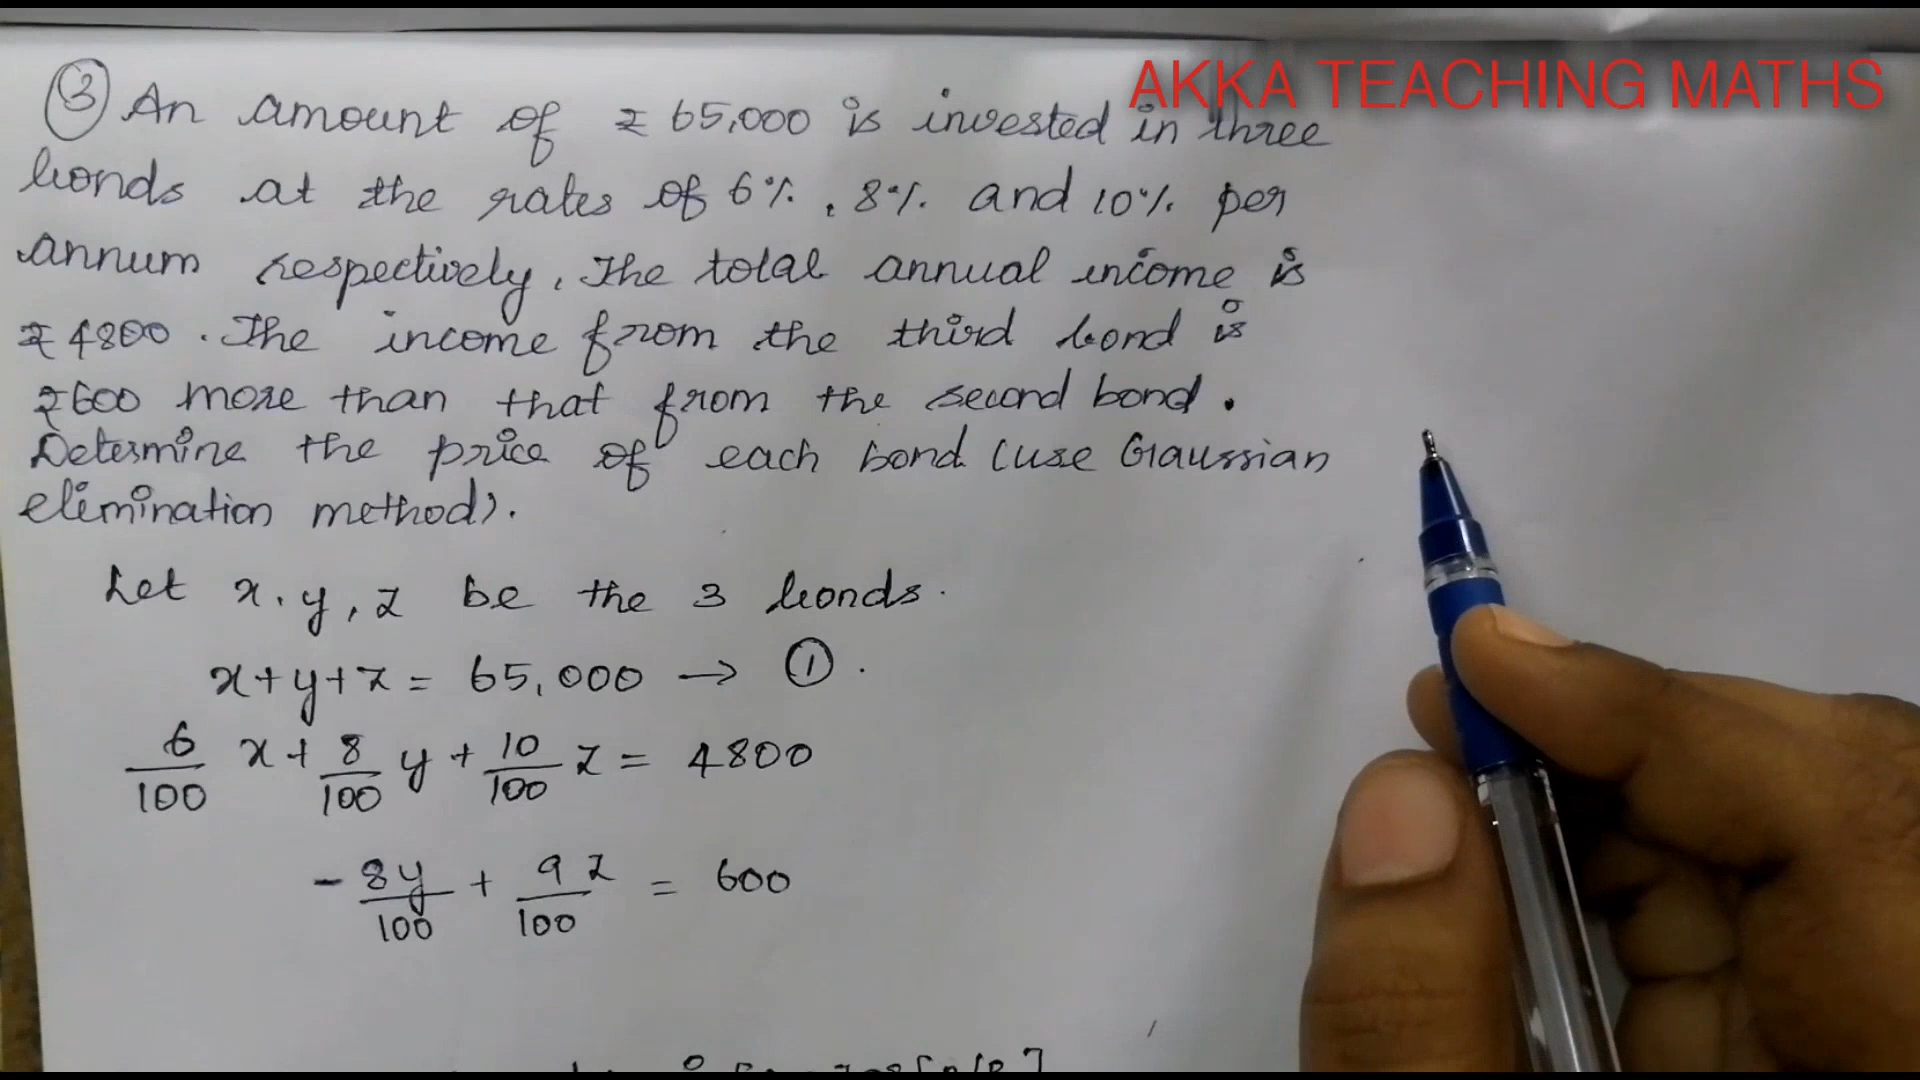 AKKA TEACHING MATHS
③ An amount of ₹ 65,000 is invested in three
bonds at the rates of 6%, 8% and 10% per
annum respectively. The total annual income is
₹ 4800. The income from the third bond is
₹600 more than that from the second bond.
Determine the price of each bond (use Gaussian
elimination method).
Let x, y, z be the 3 bonds.
x+y+z = 65,000 → ①.
6/100 x + 8/100 y + 10/100 z = 4800
- 8y/100 + 9z/100 = 600